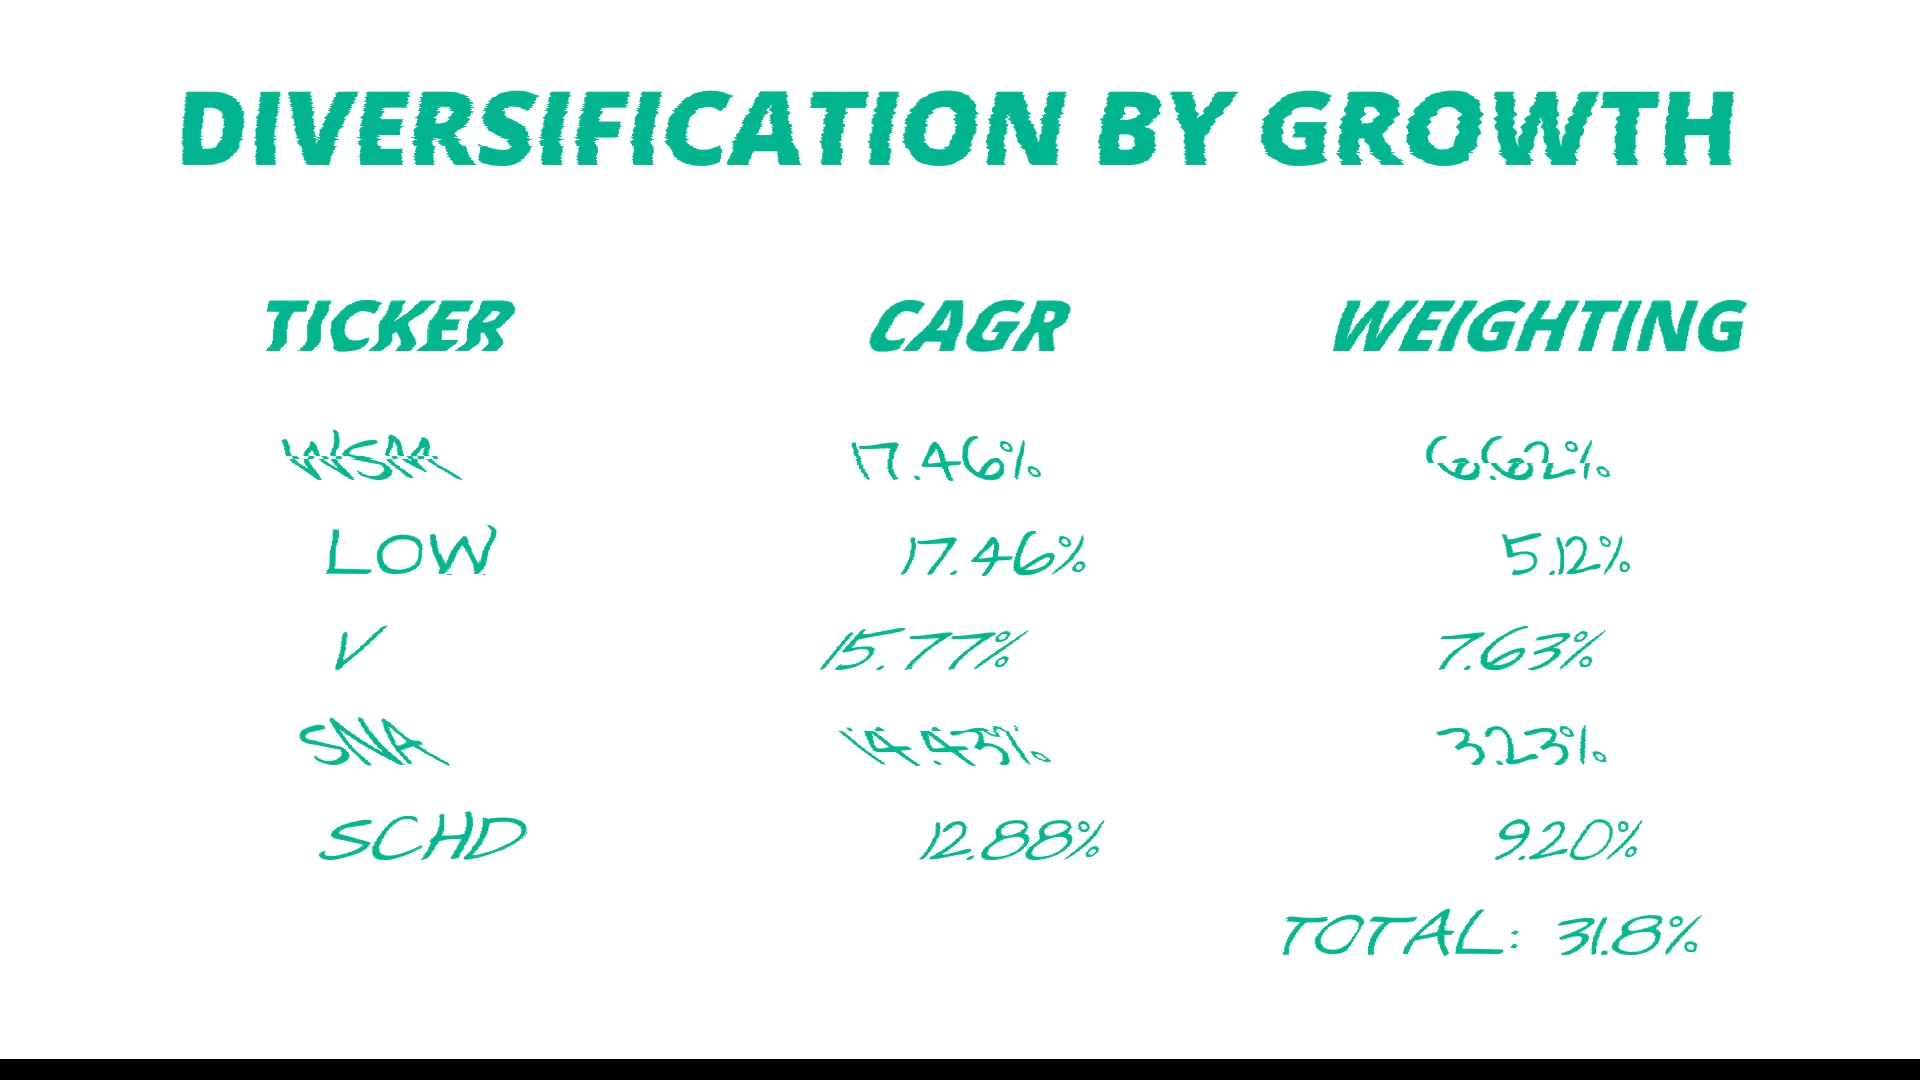 DIVERSIFICATION BY GROWTH
TICKER CAGR WEIGHTING
WSM 17.46% 6.62%
LOW 17.46% 5.12%
V 15.77% 7.63%
SNA 14.43% 3.23%
SCHD 12.88% 9.20%
TOTAL: 31.8%